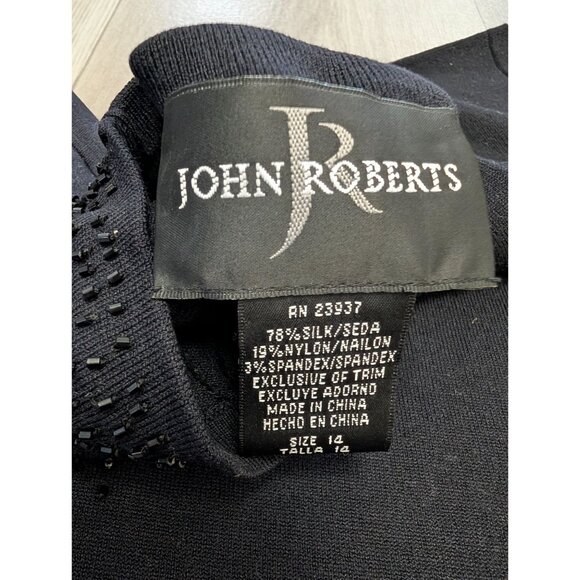 JR
JOHN ROBERTS
RN 23937
78%SILK/SEDA
19%NYLON/NAILON
3%SPANDEX/SPANDEX
EXCLUSIVE OF TRIM
EXCLUYE ADORNO
MADE IN CHINA
HECHO EN CHINA
SIZE 14
TALLA 14